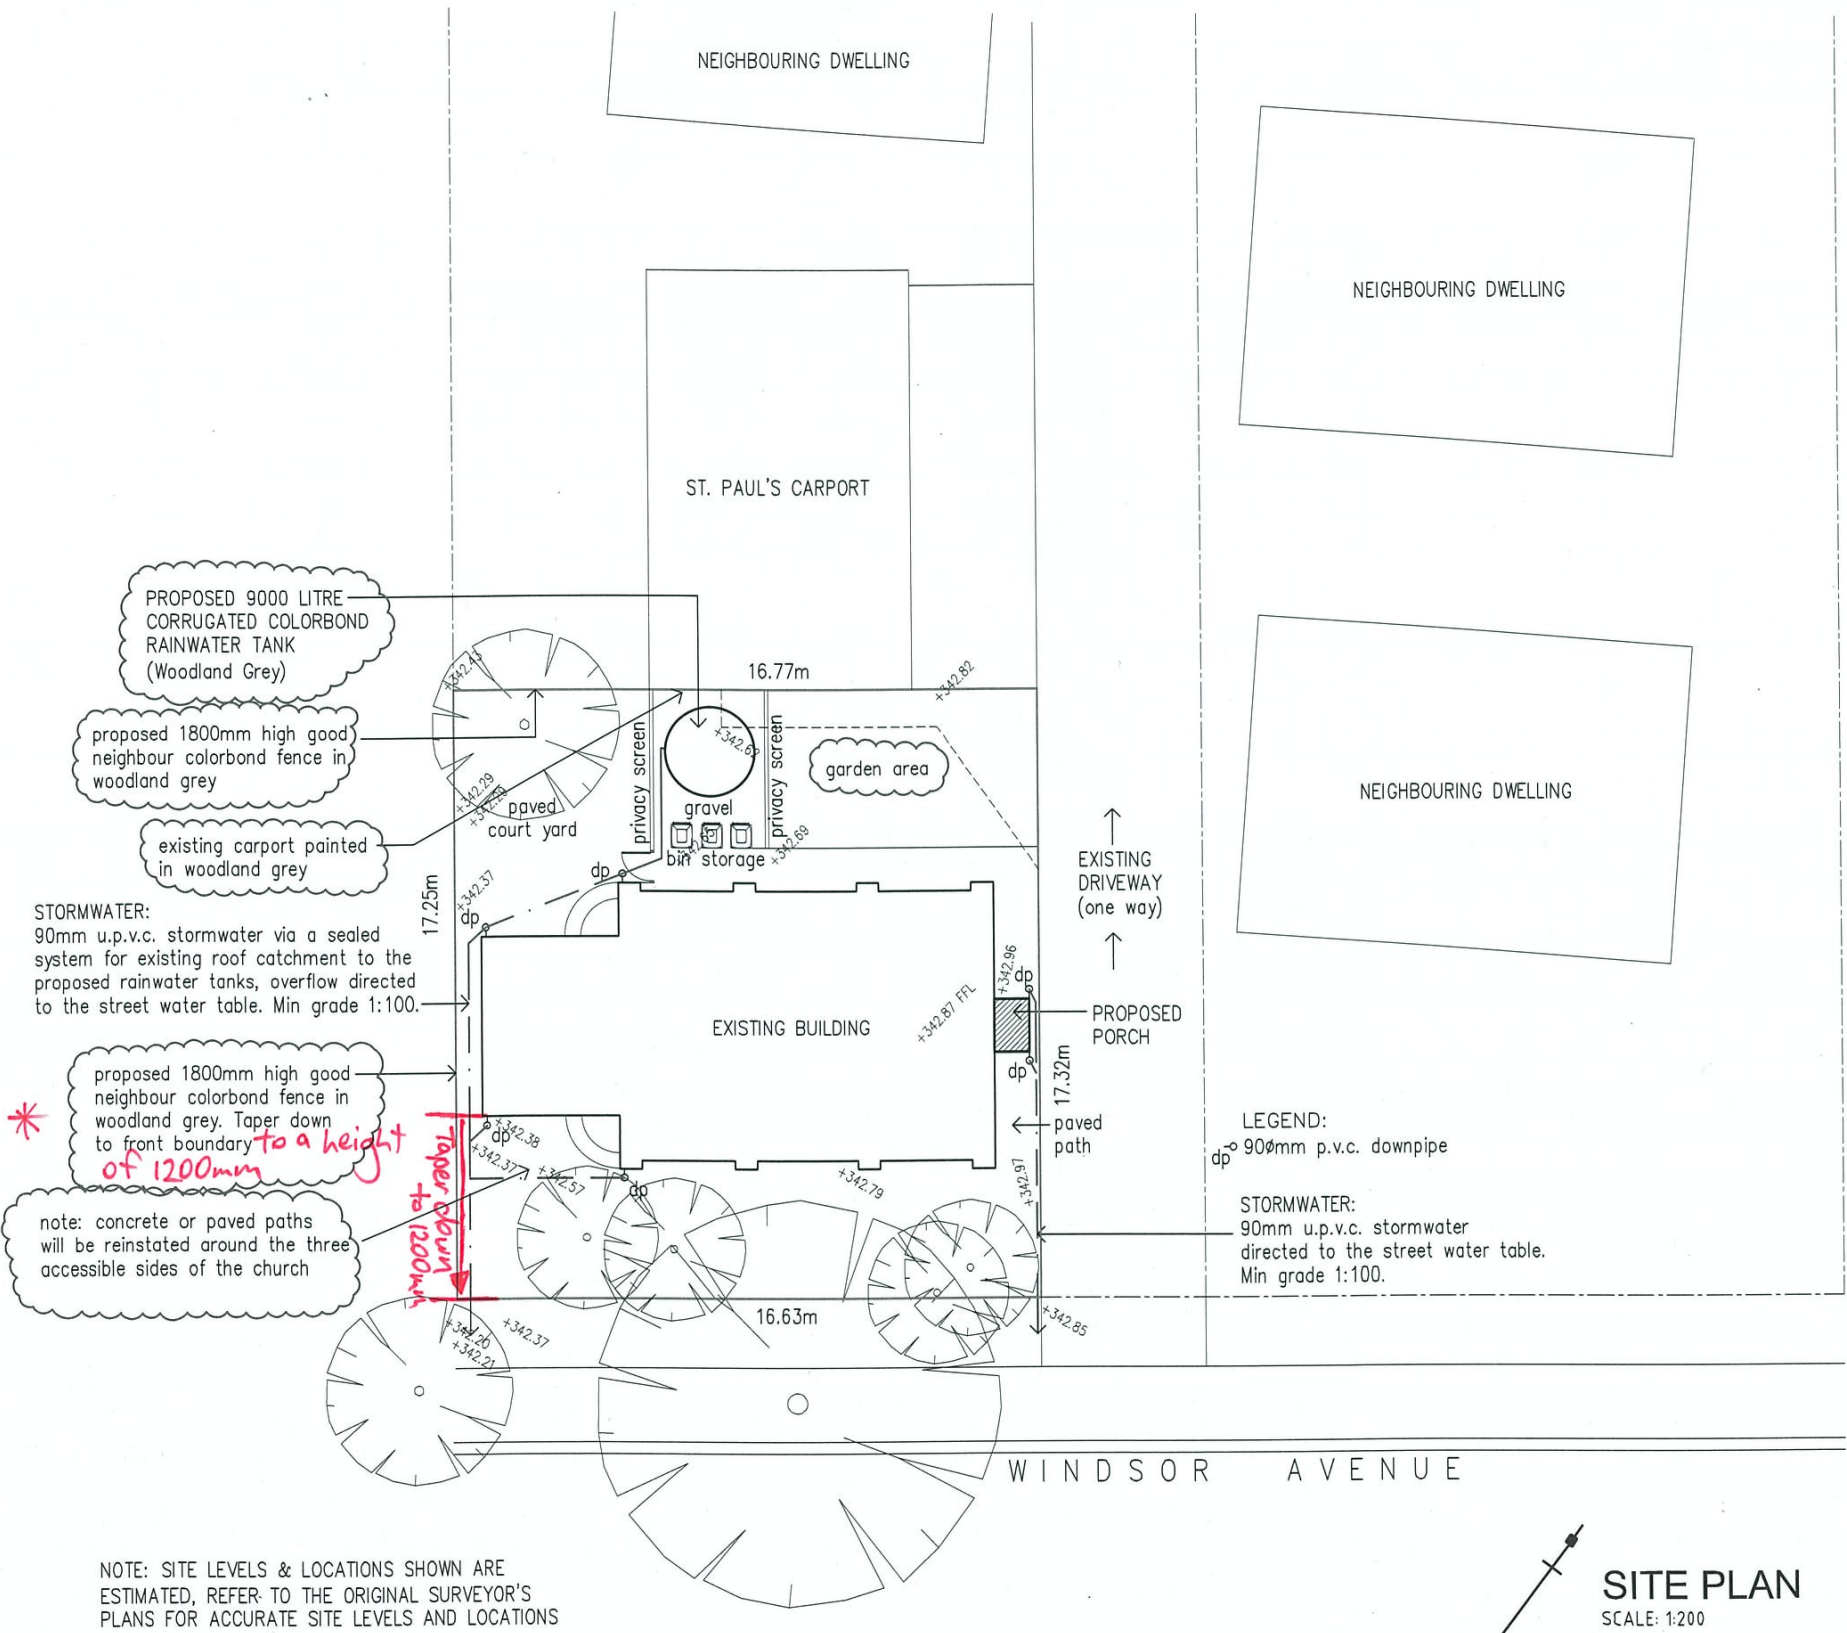 NEIGHBOURING DWELLING
NEIGHBOURING DWELLING
ST. PAUL'S CARPORT
PROPOSED 9000 LITRE
CORRUGATED COLORBOND
RAINWATER TANK
(Woodland Grey)
16.77m
+342.43
+342.82
proposed 1800mm high good
neighbour colorbond fence in
woodland grey
privacy screen
+342.62
privacy screen
garden area
+342.29
paved
court yard
gravel
NEIGHBOURING DWELLING
existing carport painted
in woodland grey
bin storage
+342.69
dp
EXISTING
DRIVEWAY
(one way)
17.25m
+342.37
dp
STORMWATER:
90mm u.p.v.c. stormwater via a sealed
system for existing roof catchment to the
proposed rainwater tanks, overflow directed
to the street water table. Min grade 1:100.
EXISTING BUILDING
+342.87 FFL
+342.96
dp
PROPOSED
PORCH
dp
17.32m
proposed 1800mm high good
neighbour colorbond fence in
woodland grey. Taper down
to front boundary to a height
of 1200mm
*
Taper down
to 1200mm
+342.38
dp
+342.37
+342.57
dp
+342.79
+342.97
paved
path
LEGEND:
dp 90ømm p.v.c. downpipe
STORMWATER:
90mm u.p.v.c. stormwater
directed to the street water table.
Min grade 1:100.
note: concrete or paved paths
will be reinstated around the three
accessible sides of the church
16.63m
+342.20
+342.21
+342.37
+342.85
WINDSOR AVENUE
NOTE: SITE LEVELS & LOCATIONS SHOWN ARE
ESTIMATED, REFER TO THE ORIGINAL SURVEYOR'S
PLANS FOR ACCURATE SITE LEVELS AND LOCATIONS
SITE PLAN
SCALE: 1:200